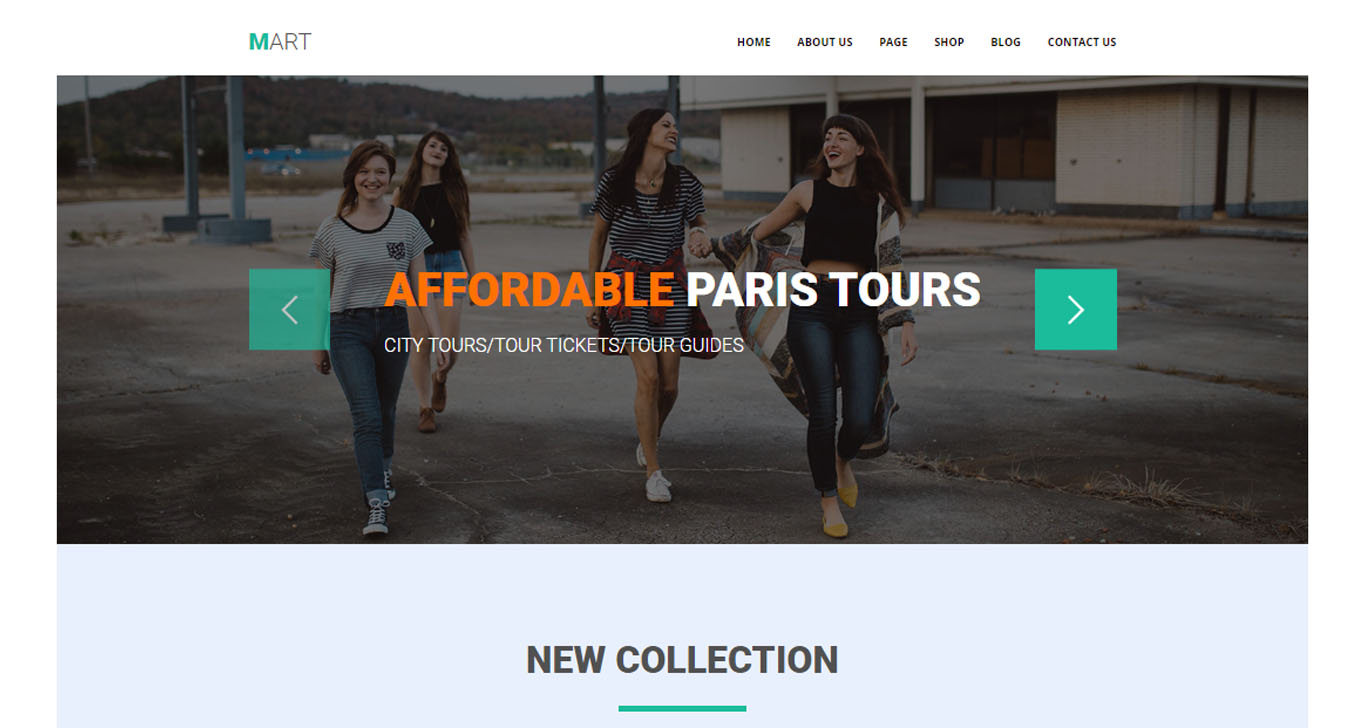 MART
HOME ABOUT US PAGE SHOP BLOG CONTACT US
AFFORDABLE PARIS TOURS
CITY TOURS/TOUR TICKETS/TOUR GUIDES
NEW COLLECTION